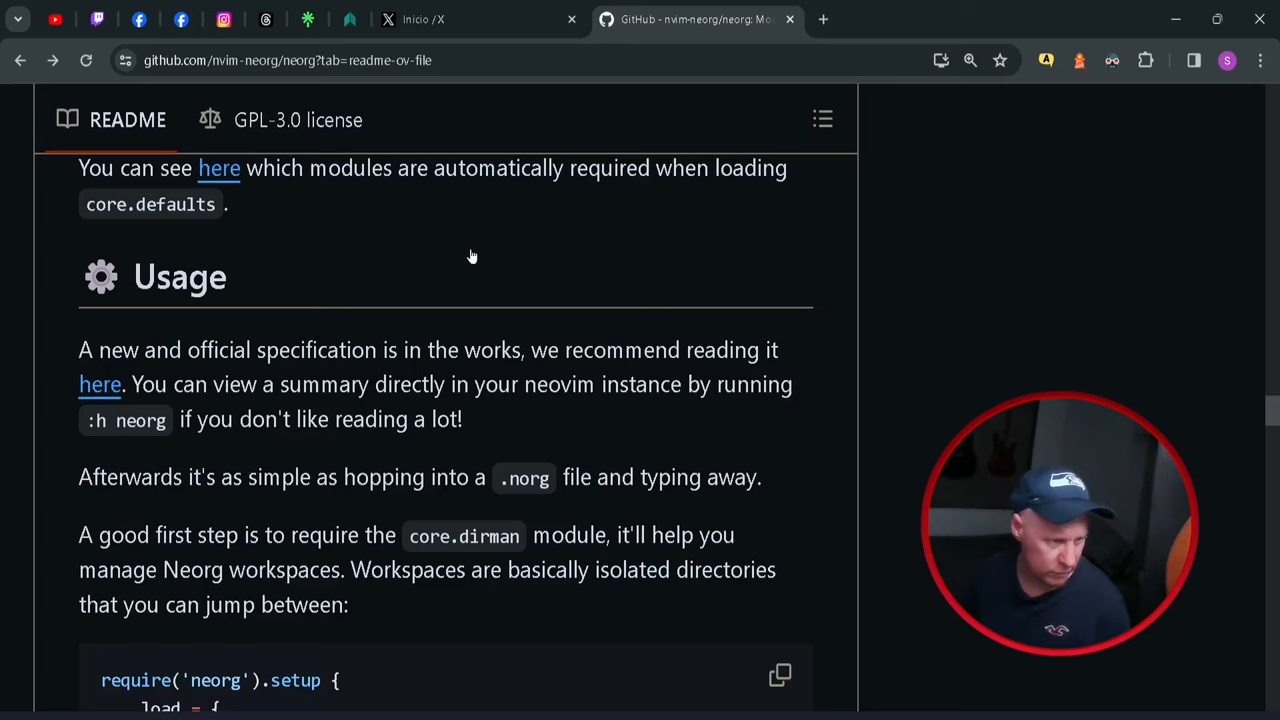 Inicio / X
GitHub - nvim-neorg/neorg: Mo
github.com/nvim-neorg/neorg?tab=readme-ov-file
A
S
README
GPL-3.0 license
You can see here which modules are automatically required when loading
core.defaults .
Usage
A new and official specification is in the works, we recommend reading it
here. You can view a summary directly in your neovim instance by running
:h neorg if you don't like reading a lot!
Afterwards it's as simple as hopping into a .norg file and typing away.
A good first step is to require the core.dirman module, it'll help you
manage Neorg workspaces. Workspaces are basically isolated directories
that you can jump between:
require('neorg').setup {
load = {